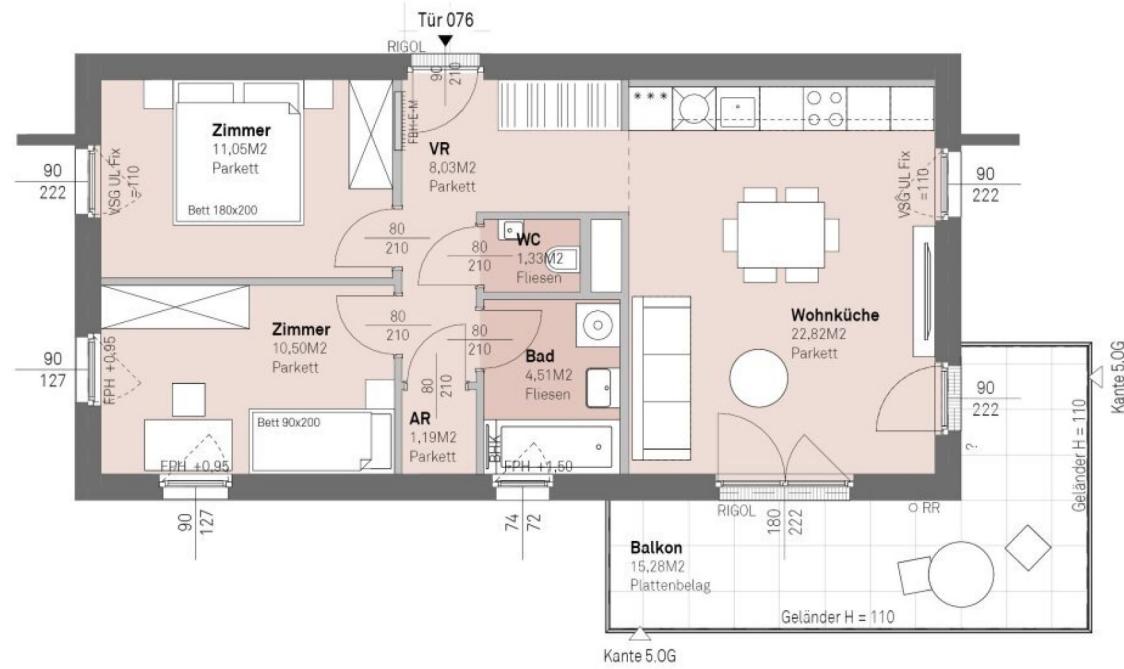 Tür 076
RIGOL
90
210
FBH-E-M
Zimmer
11,05M2
Parkett
Bett 180x200
VSG UL Fix
=110
90
222
VR
8,03M2
Parkett
***
VSG UL Fix
=110
90
222
80
210
80
210
WC
1,33M2
Fliesen
Zimmer
10,50M2
Parkett
80
210
80
210
90
127
FPH +0,95
Bett 90x200
FPH +0,95
90
127
80
210
AR
1,19M2
Parkett
Bad
4,51M2
Fliesen
BHK
FPH +1,50
74
72
Wohnküche
22,82M2
Parkett
90
222
Kante 5.OG
Geländer H = 110
?
RIGOL
180
222
RR
Balkon
15,28M2
Plattenbelag
Geländer H = 110
Kante 5.OG